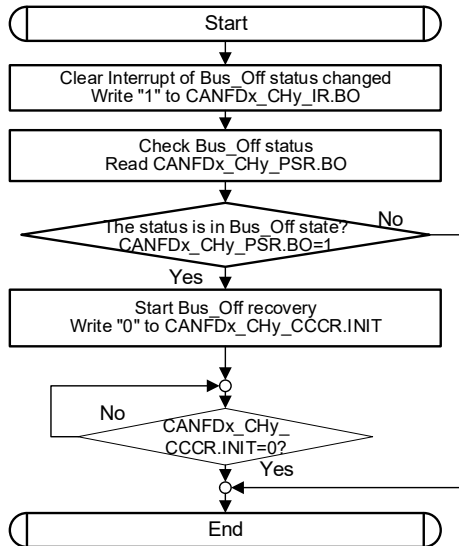 Start
Clear Interrupt of Bus_Off status changed
Write "1" to CANFDx_CHy_IR.BO
Check Bus_Off status
Read CANFDx_CHy_PSR.BO
The status is in Bus_Off state?
CANFDx_CHy_PSR.BO=1
No
Yes
Start Bus_Off recovery
Write "0" to CANFDx_CHy_CCCR.INIT
No
CANFDx_CHy_
CCCR.INIT=0?
Yes
End